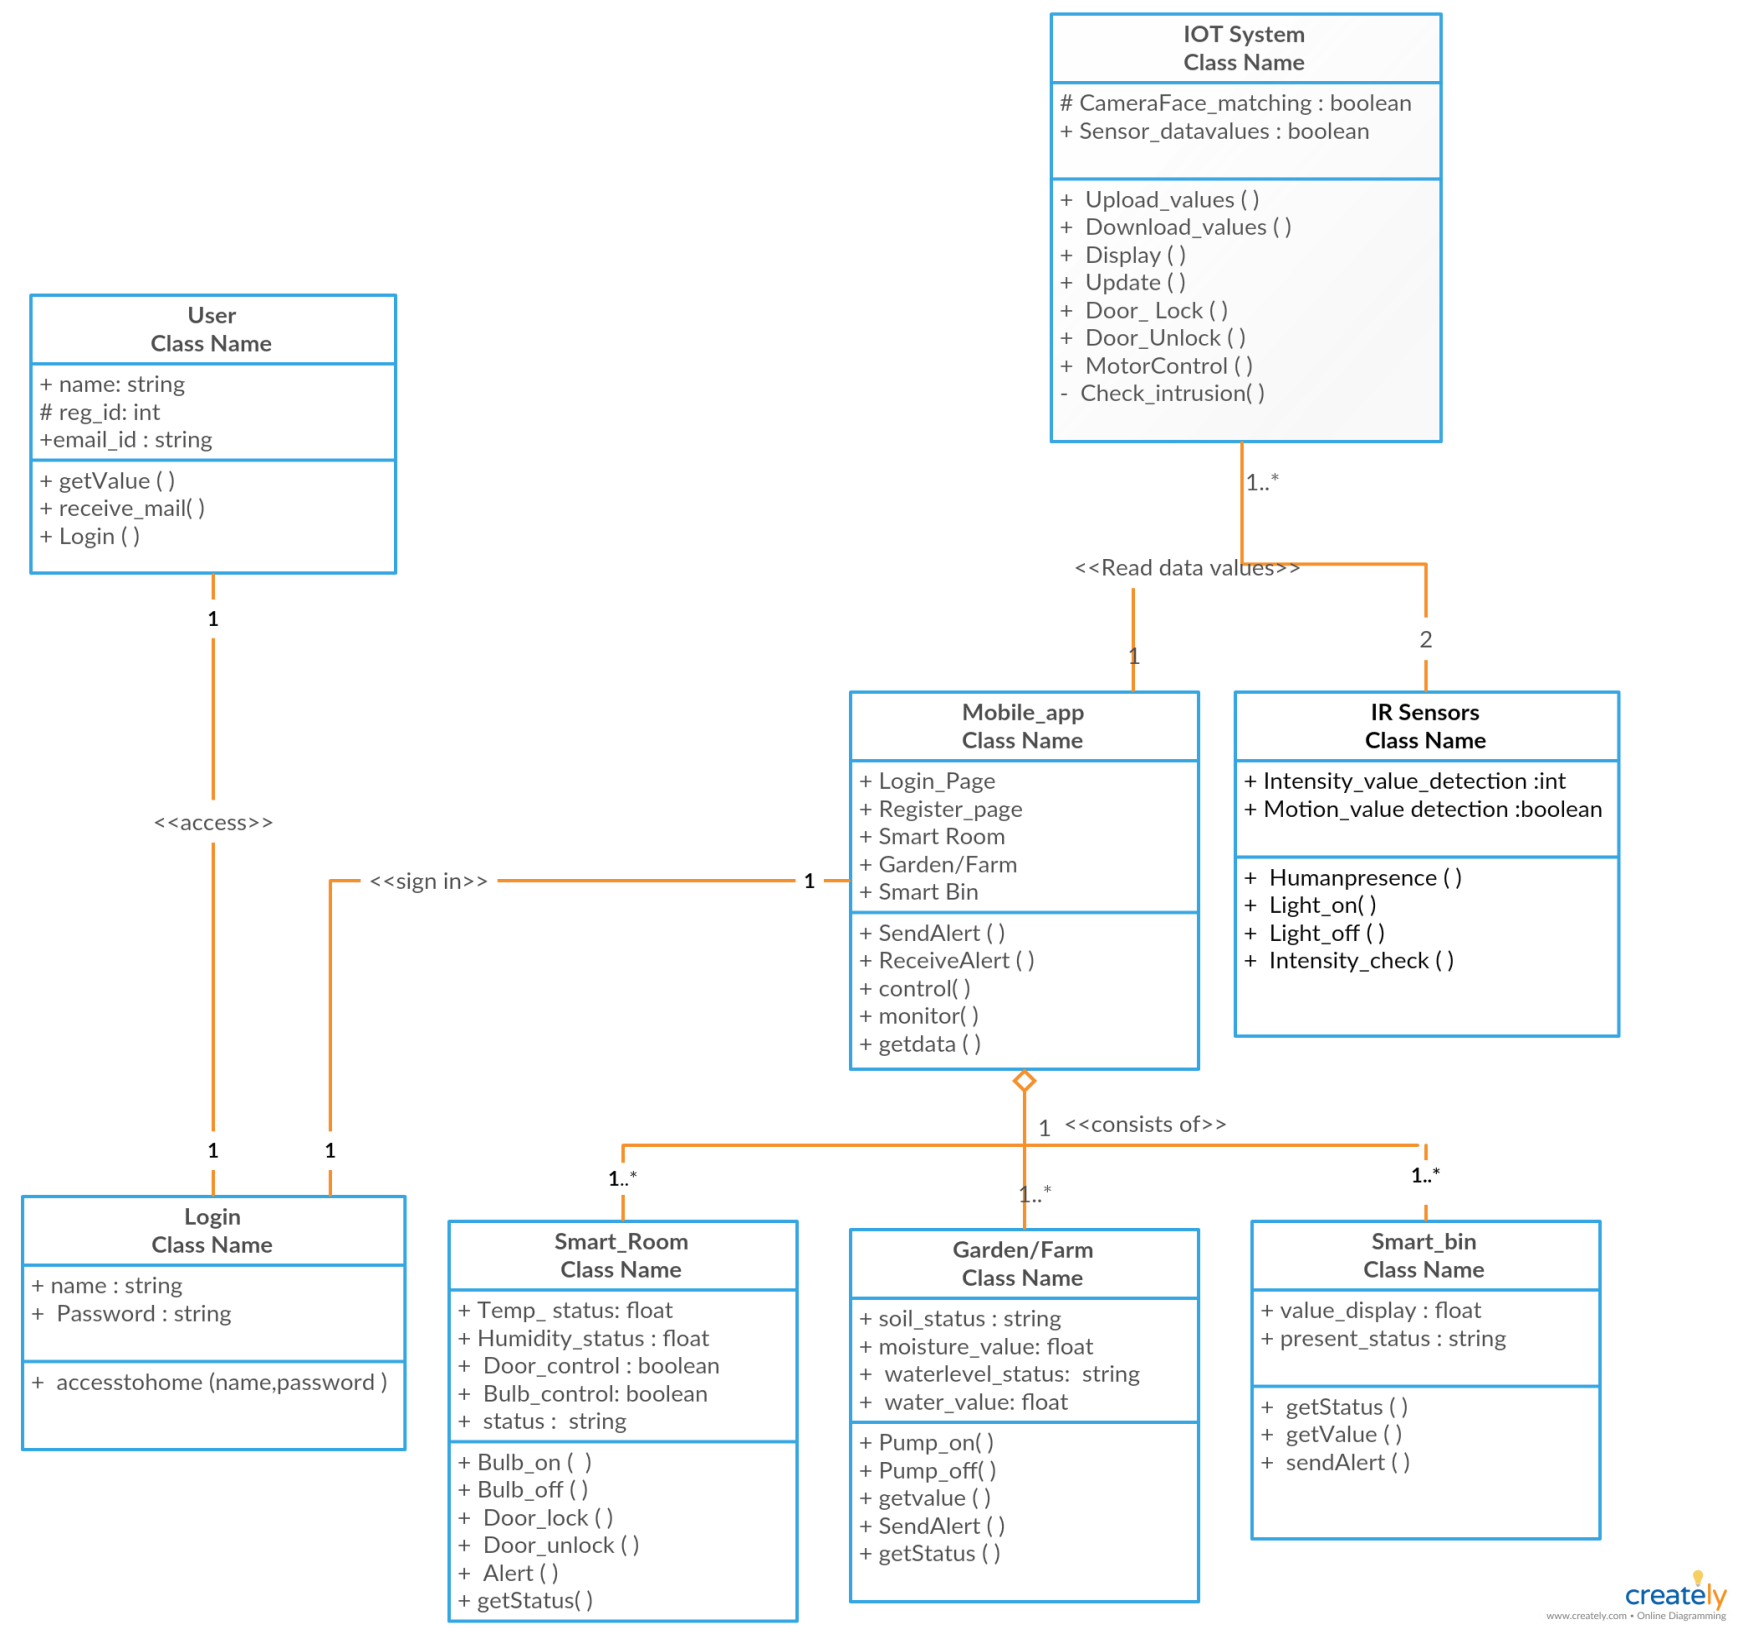 IOT System
Class Name
# CameraFace_matching : boolean
+ Sensor_datavalues : boolean
+ Upload_values ( )
+ Download_values ( )
+ Display ( )
+ Update ( )
+ Door_ Lock ( )
+ Door_Unlock ( )
+ MotorControl ( )
- Check_intrusion( )
User
Class Name
+ name: string
# reg_id: int
+email_id : string
+ getValue ( )
+ receive_mail( )
+ Login ( )
1..*
<<Read data values>>
1
1
2
Mobile_app
Class Name
+ Login_Page
+ Register_page
+ Smart Room
+ Garden/Farm
+ Smart Bin
+ SendAlert ( )
+ ReceiveAlert ( )
+ control( )
+ monitor( )
+ getdata ( )
IR Sensors
Class Name
+ Intensity_value_detection :int
+ Motion_value detection :boolean
+ Humanpresence ( )
+ Light_on( )
+ Light_off ( )
+ Intensity_check ( )
<<access>>
<<sign in>>
1
1
1
1 <<consists of>>
1..*
1..*
1..*
Login
Class Name
+ name : string
+ Password : string
+ accesstohome (name,password )
Smart_Room
Class Name
+ Temp_ status: float
+ Humidity_status : float
+ Door_control : boolean
+ Bulb_control: boolean
+ status : string
+ Bulb_on ( )
+ Bulb_off ( )
+ Door_lock ( )
+ Door_unlock ( )
+ Alert ( )
+ getStatus( )
Garden/Farm
Class Name
+ soil_status : string
+ moisture_value: float
+ waterlevel_status: string
+ water_value: float
+ Pump_on( )
+ Pump_off( )
+ getvalue ( )
+ SendAlert ( )
+ getStatus ( )
Smart_bin
Class Name
+ value_display : float
+ present_status : string
+ getStatus ( )
+ getValue ( )
+ sendAlert ( )
creately
www.creately.com • Online Diagramming